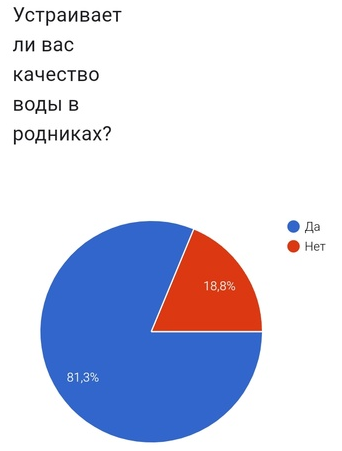 Устраивает
ли вас
качество
воды в
родниках?
Да
Нет
18,8%
81,3%